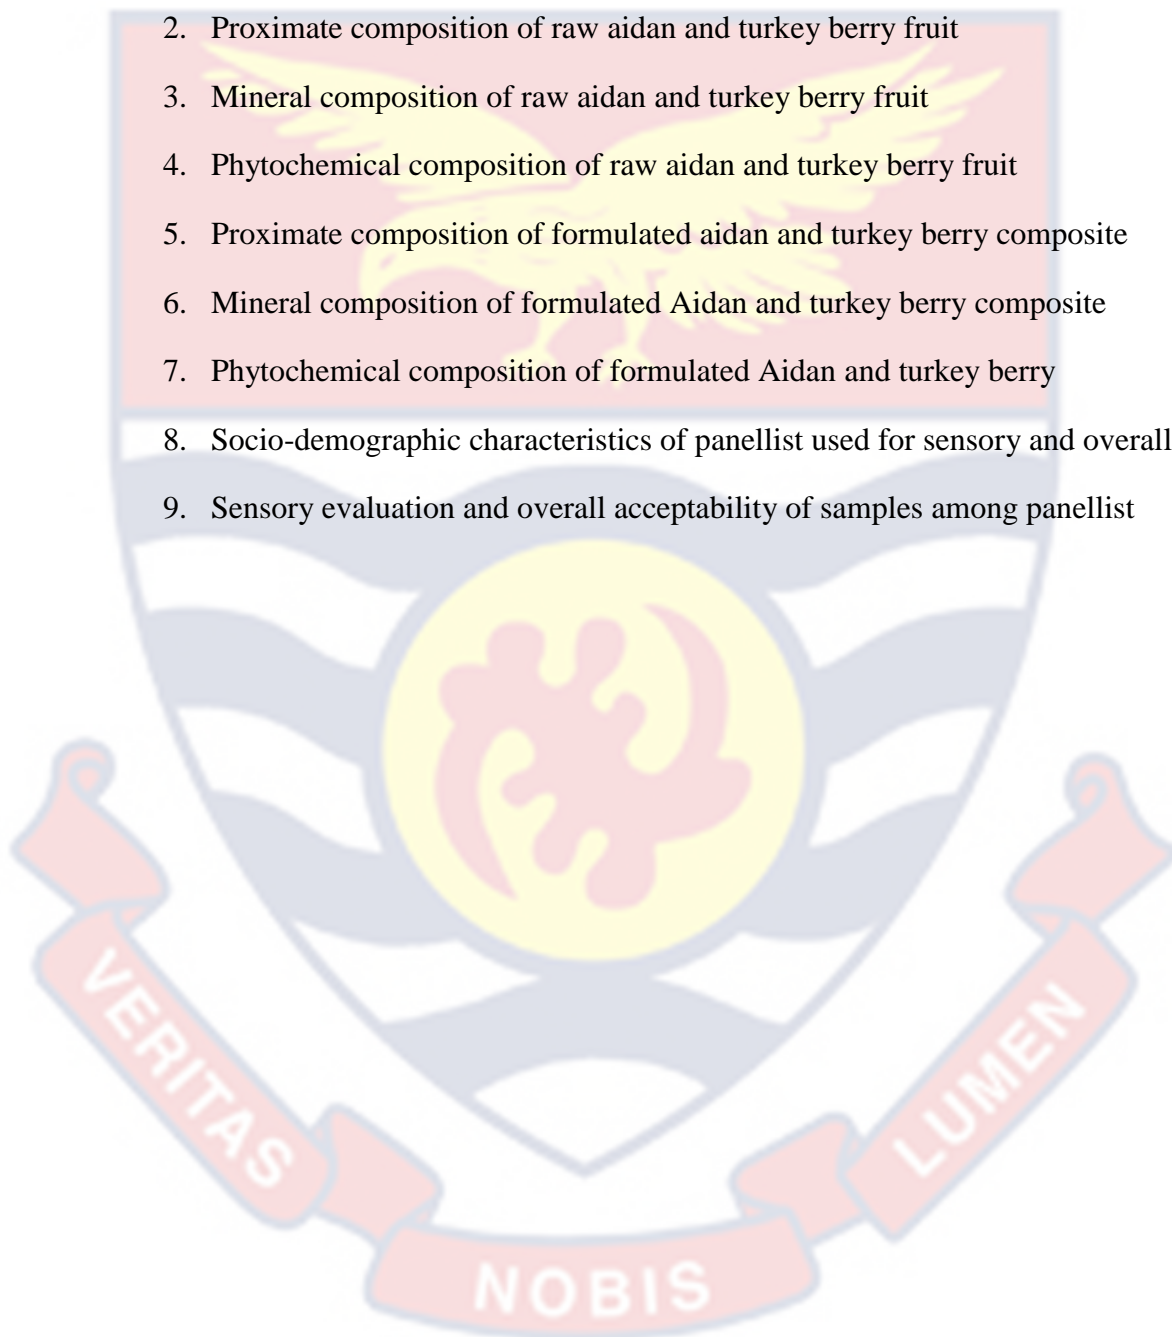 2. Proximate composition of raw aidan and turkey berry fruit
3. Mineral composition of raw aidan and turkey berry fruit
4. Phytochemical composition of raw aidan and turkey berry fruit
5. Proximate composition of formulated aidan and turkey berry composite
6. Mineral composition of formulated Aidan and turkey berry composite
7. Phytochemical composition of formulated Aidan and turkey berry
8. Socio-demographic characteristics of panellist used for sensory and overall
9. Sensory evaluation and overall acceptability of samples among panellist
VERITAS
NOBIS
LUMEN